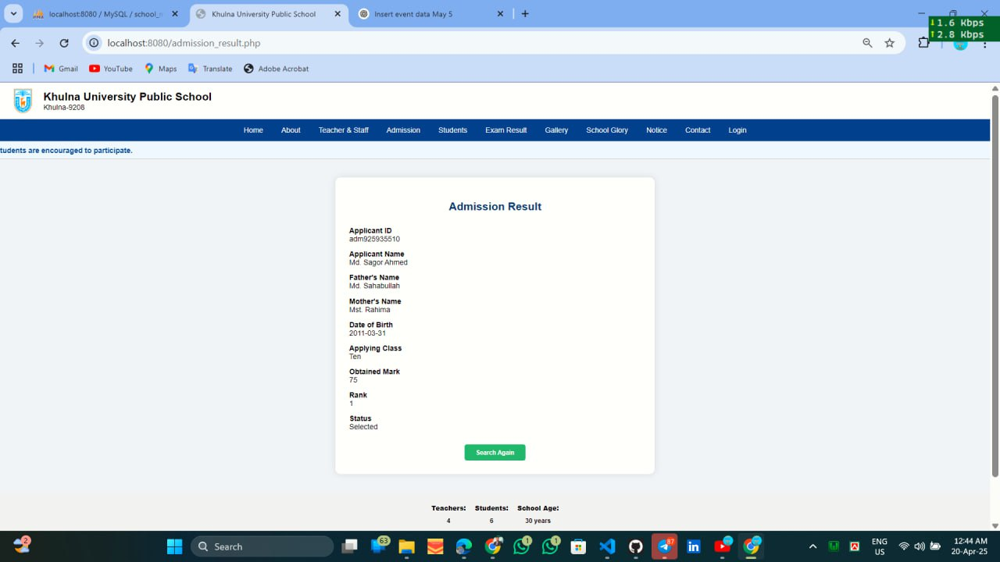 localhost:8080 / MySQL / school_
Khulna University Public School
Insert event data May 5
1.6 Kbps
2.8 Kbps
localhost:8080/admission_result.php
Gmail
YouTube
Maps
Translate
Adobe Acrobat
Khulna University Public School
Khulna-9208
Home About Teacher & Staff Admission Students Exam Result Gallery School Glory Notice Contact Login
tudents are encouraged to participate.
Admission Result
Applicant ID
adm925935510
Applicant Name
Md. Sagor Ahmed
Father's Name
Md. Sahabullah
Mother's Name
Mst. Rahima
Date of Birth
2011-03-31
Applying Class
Ten
Obtained Mark
75
Rank
1
Status
Selected
Search Again
Teachers: Students: School Age:
4 6 30 years
2
Search
63
1
1
87
ENG
US
12:44 AM
20-Apr-25